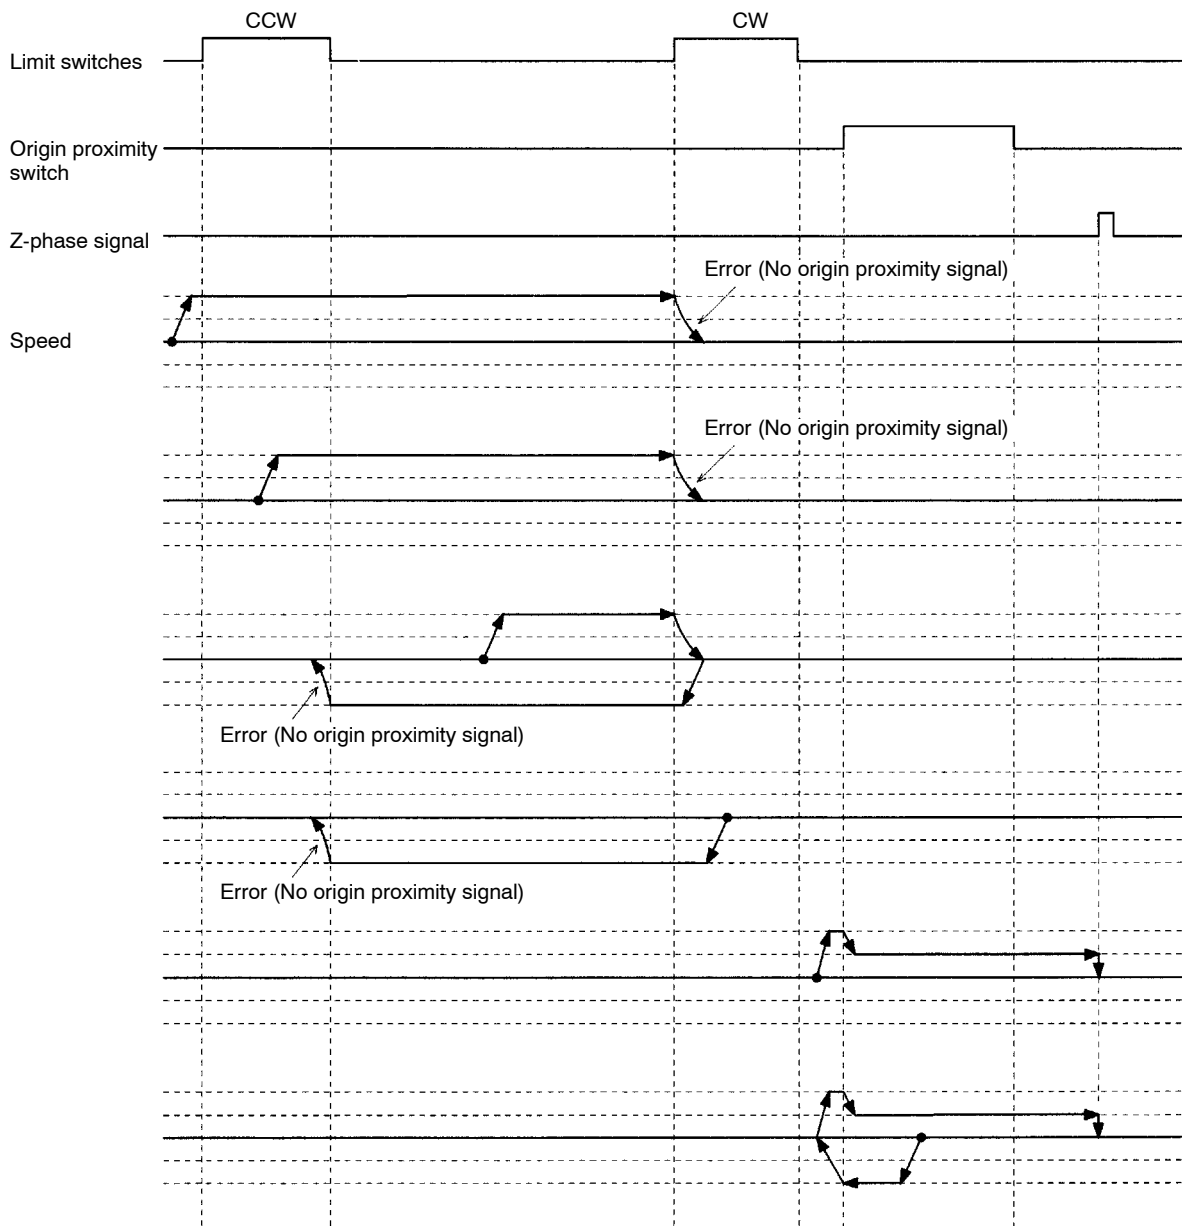 CCW
CW
Limit switches
Origin proximity
switch
Z-phase signal
Error (No origin proximity signal)
Speed
Error (No origin proximity signal)
Error (No origin proximity signal)
Error (No origin proximity signal)